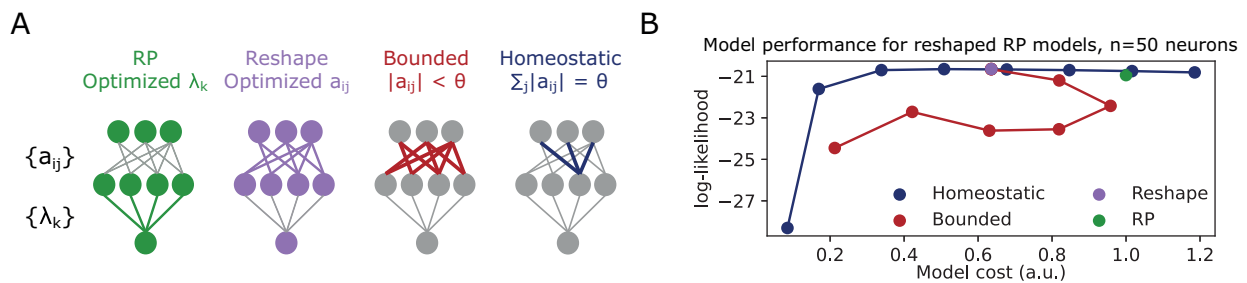 A
RP
Optimized λₖ
Reshape
Optimized aᵢⱼ
Bounded
|aᵢⱼ| < θ
Homeostatic
Σⱼ|aᵢⱼ| = θ
{aᵢⱼ}
{λₖ}
B
Model performance for reshaped RP models, n=50 neurons
log-likelihood
−21
−23
−25
−27
Homeostatic
Bounded
Reshape
RP
0.2 0.4 0.6 0.8 1.0 1.2
Model cost (a.u.)